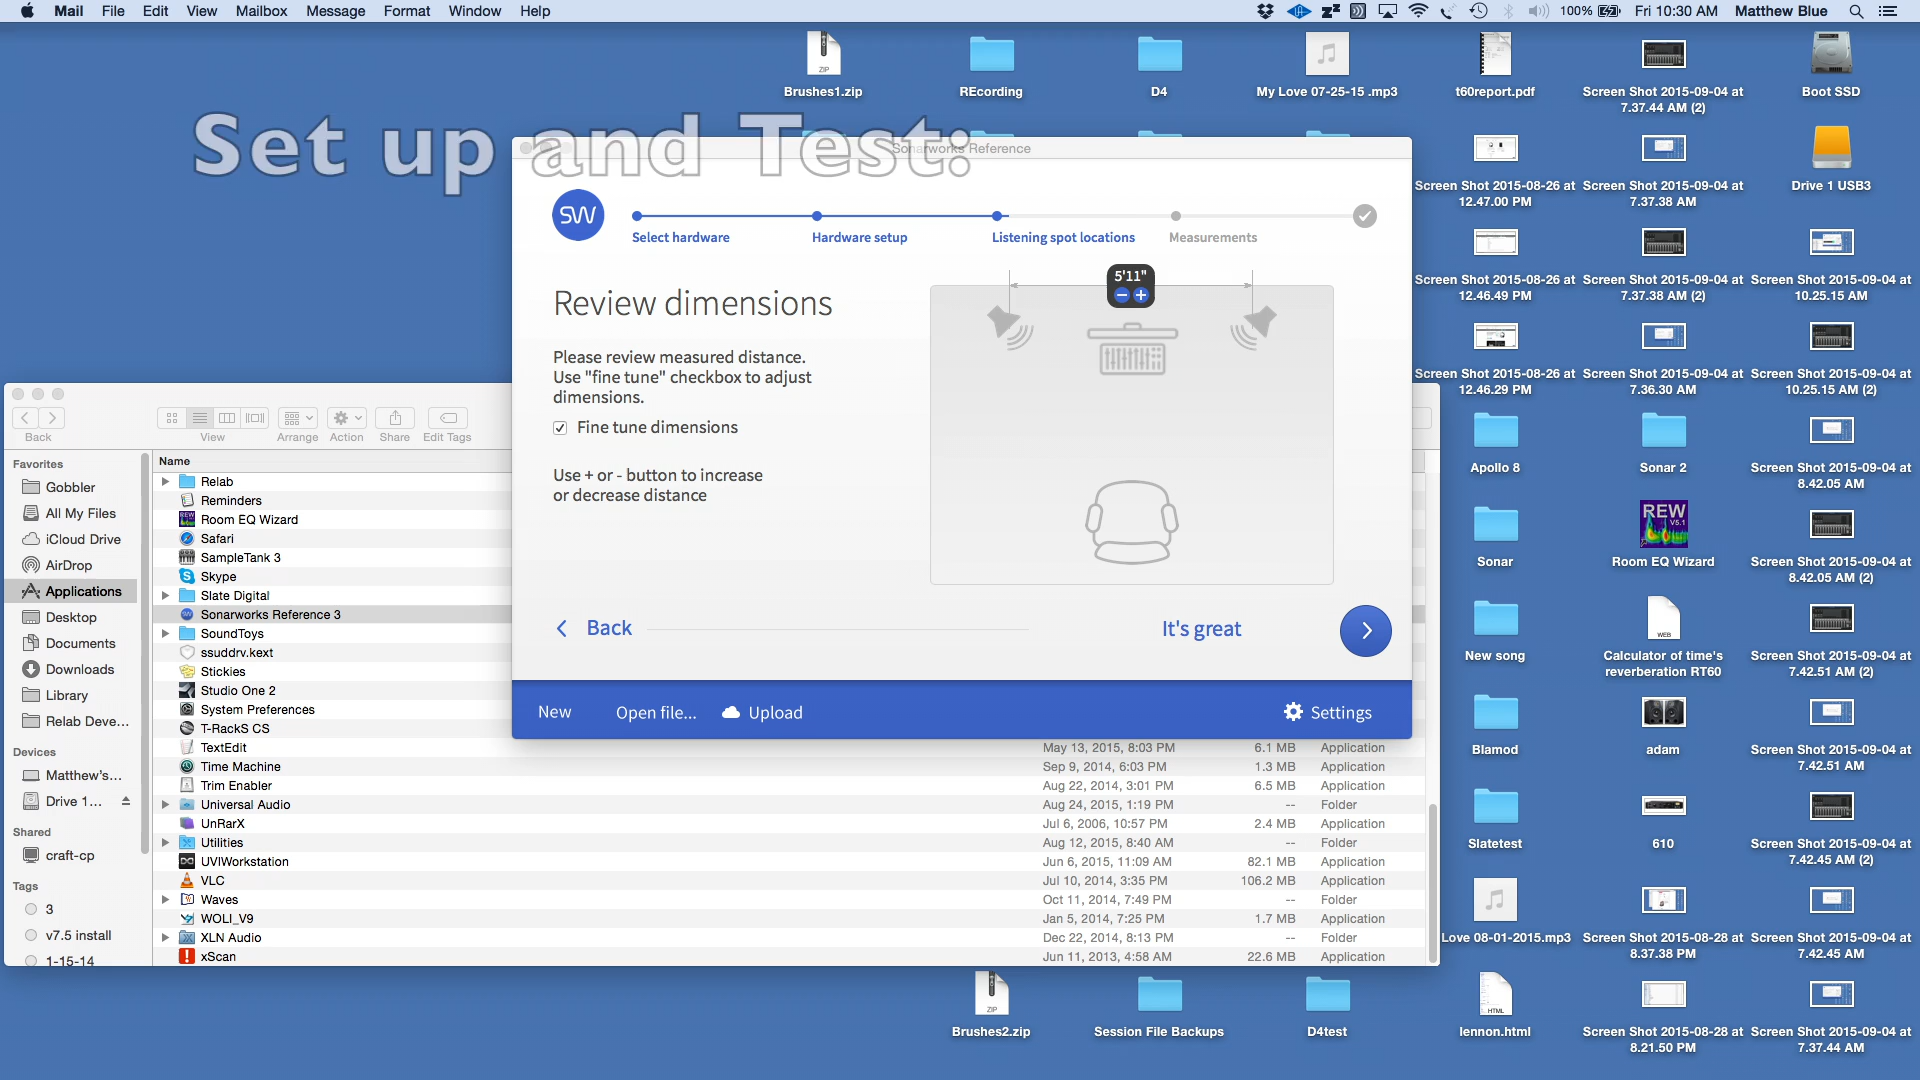 Mail File Edit View Mailbox Message Format Window Help
100% Fri 10:30 AM Matthew Blue
ZIP
Brushes1.zip
REcording
D4
My Love 07-25-15 .mp3
t60report.pdf
Screen Shot 2015-09-04 at
7.37.44 AM (2)
Boot SSD
Set up and Test:
Sonarworks Reference
SW
Select hardware
Hardware setup
Listening spot locations
Measurements
5'11"
Review dimensions
Please review measured distance.
Use "fine tune" checkbox to adjust
dimensions.
Fine tune dimensions
Use + or - button to increase
or decrease distance
Back
It's great
New
Open file...
Upload
Settings
Screen Shot 2015-08-26 at
12.47.00 PM
Screen Shot 2015-09-04 at
7.37.38 AM
Drive 1 USB3
Screen Shot 2015-08-26 at
12.46.49 PM
Screen Shot 2015-09-04 at
7.37.38 AM (2)
Screen Shot 2015-09-04 at
10.25.15 AM
Screen Shot 2015-08-26 at
12.46.29 PM
Screen Shot 2015-09-04 at
7.36.30 AM
Screen Shot 2015-09-04 at
10.25.15 AM (2)
Apollo 8
Sonar 2
Screen Shot 2015-09-04 at
8.42.05 AM
Sonar
REW
V5.1
Room EQ Wizard
Screen Shot 2015-09-04 at
8.42.05 AM (2)
New song
WEB
Calculator of time's
reverberation RT60
Screen Shot 2015-09-04 at
7.42.51 AM (2)
Blamod
adam
Screen Shot 2015-09-04 at
7.42.51 AM
Slatetest
610
Screen Shot 2015-09-04 at
7.42.45 AM (2)
Love 08-01-2015.mp3
Screen Shot 2015-08-28 at
8.37.38 PM
Screen Shot 2015-09-04 at
7.42.45 AM
ZIP
Brushes2.zip
Session File Backups
D4test
HTML
lennon.html
Screen Shot 2015-08-28 at
8.21.50 PM
Screen Shot 2015-09-04 at
7.37.44 AM
Back
View
Arrange
Action
Share
Edit Tags
Favorites
Gobbler
All My Files
iCloud Drive
AirDrop
Applications
Desktop
Documents
Downloads
Library
Relab Deve...
Devices
Matthew's...
Drive 1...
Shared
craft-cp
Tags
3
v7.5 install
1-15-14
Name
Relab
Reminders
Room EQ Wizard
Safari
SampleTank 3
Skype
Slate Digital
Sonarworks Reference 3
SoundToys
ssuddrv.kext
Stickies
Studio One 2
System Preferences
T-RackS CS
TextEdit May 13, 2015, 8:03 PM 6.1 MB Application
Time Machine Sep 9, 2014, 6:03 PM 1.3 MB Application
Trim Enabler Aug 22, 2014, 3:01 PM 6.5 MB Application
Universal Audio Aug 24, 2015, 1:19 PM -- Folder
UnRarX Jul 6, 2006, 10:57 PM 2.4 MB Application
Utilities Aug 12, 2015, 8:40 AM -- Folder
UVIWorkstation Jun 6, 2015, 11:09 AM 82.1 MB Application
VLC Jul 10, 2014, 3:35 PM 106.2 MB Application
Waves Oct 11, 2014, 7:49 PM -- Folder
WOLI_V9 Jan 5, 2014, 7:25 PM 1.7 MB Application
XLN Audio Dec 22, 2014, 8:13 PM -- Folder
xScan Jun 11, 2013, 4:58 AM 22.6 MB Application